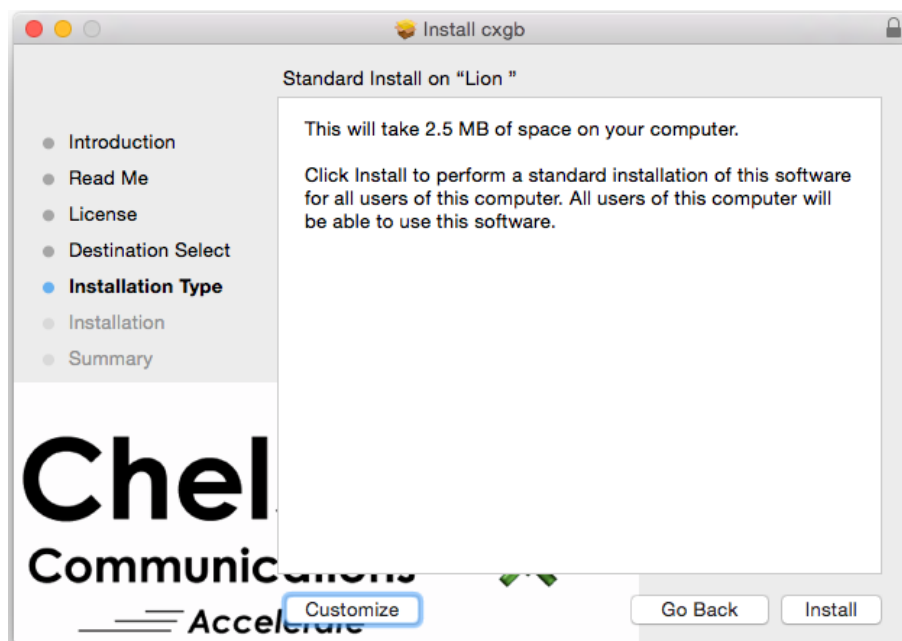 Install cxgb
Standard Install on “Lion ”
Introduction
Read Me
License
Destination Select
Installation Type
Installation
Summary
This will take 2.5 MB of space on your computer.
Click Install to perform a standard installation of this software
for all users of this computer. All users of this computer will
be able to use this software.
Chel
Communications
Accelerate
Customize
Go Back
Install